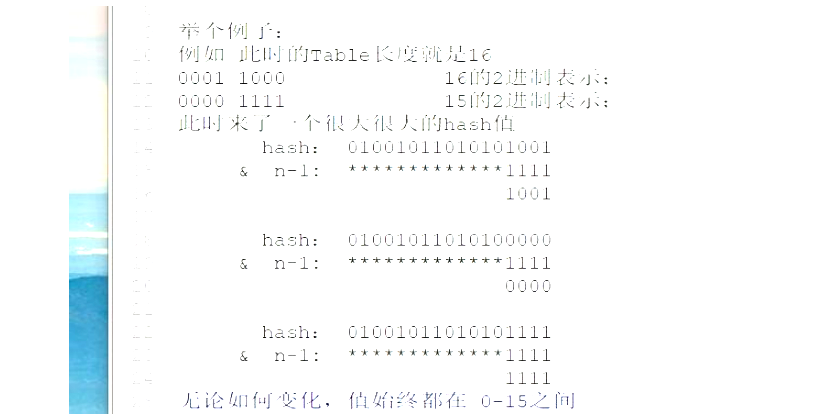 举个例子:
例如 此时的Table长度就是16
0001 1000 16的2进制表示;
0000 1111 15的2进制表示;
此时来了一个很大很大的hash值
hash: 010010110101 01001
& n-1: *************1111
1001
hash: 01001011010100000
& n-1: *************1111
0000
hash: 01001011010101111
& n-1: *************1111
1111
无论如何变化, 值始终都在 0-15之间